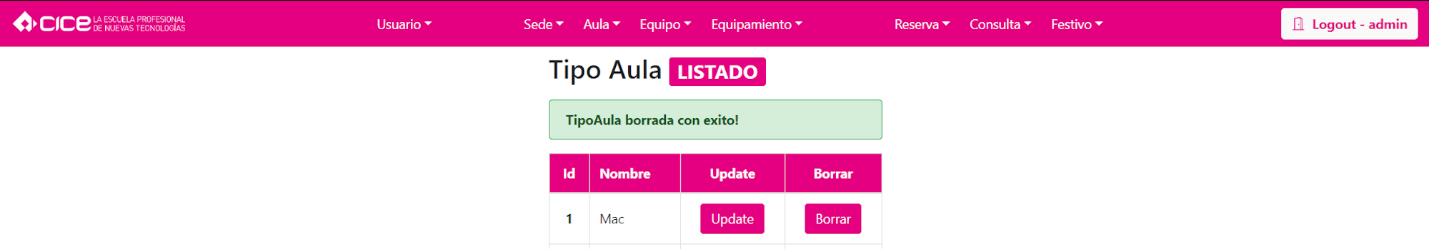 CICE LA ESCUELA PROFESIONAL
DE NUEVAS TECNOLOGÍAS
Usuario Sede Aula Equipo Equipamiento Reserva Consulta Festivo Logout - admin
Tipo Aula LISTADO
TipoAula borrada con exito!
Id Nombre Update Borrar
1 Mac Update Borrar